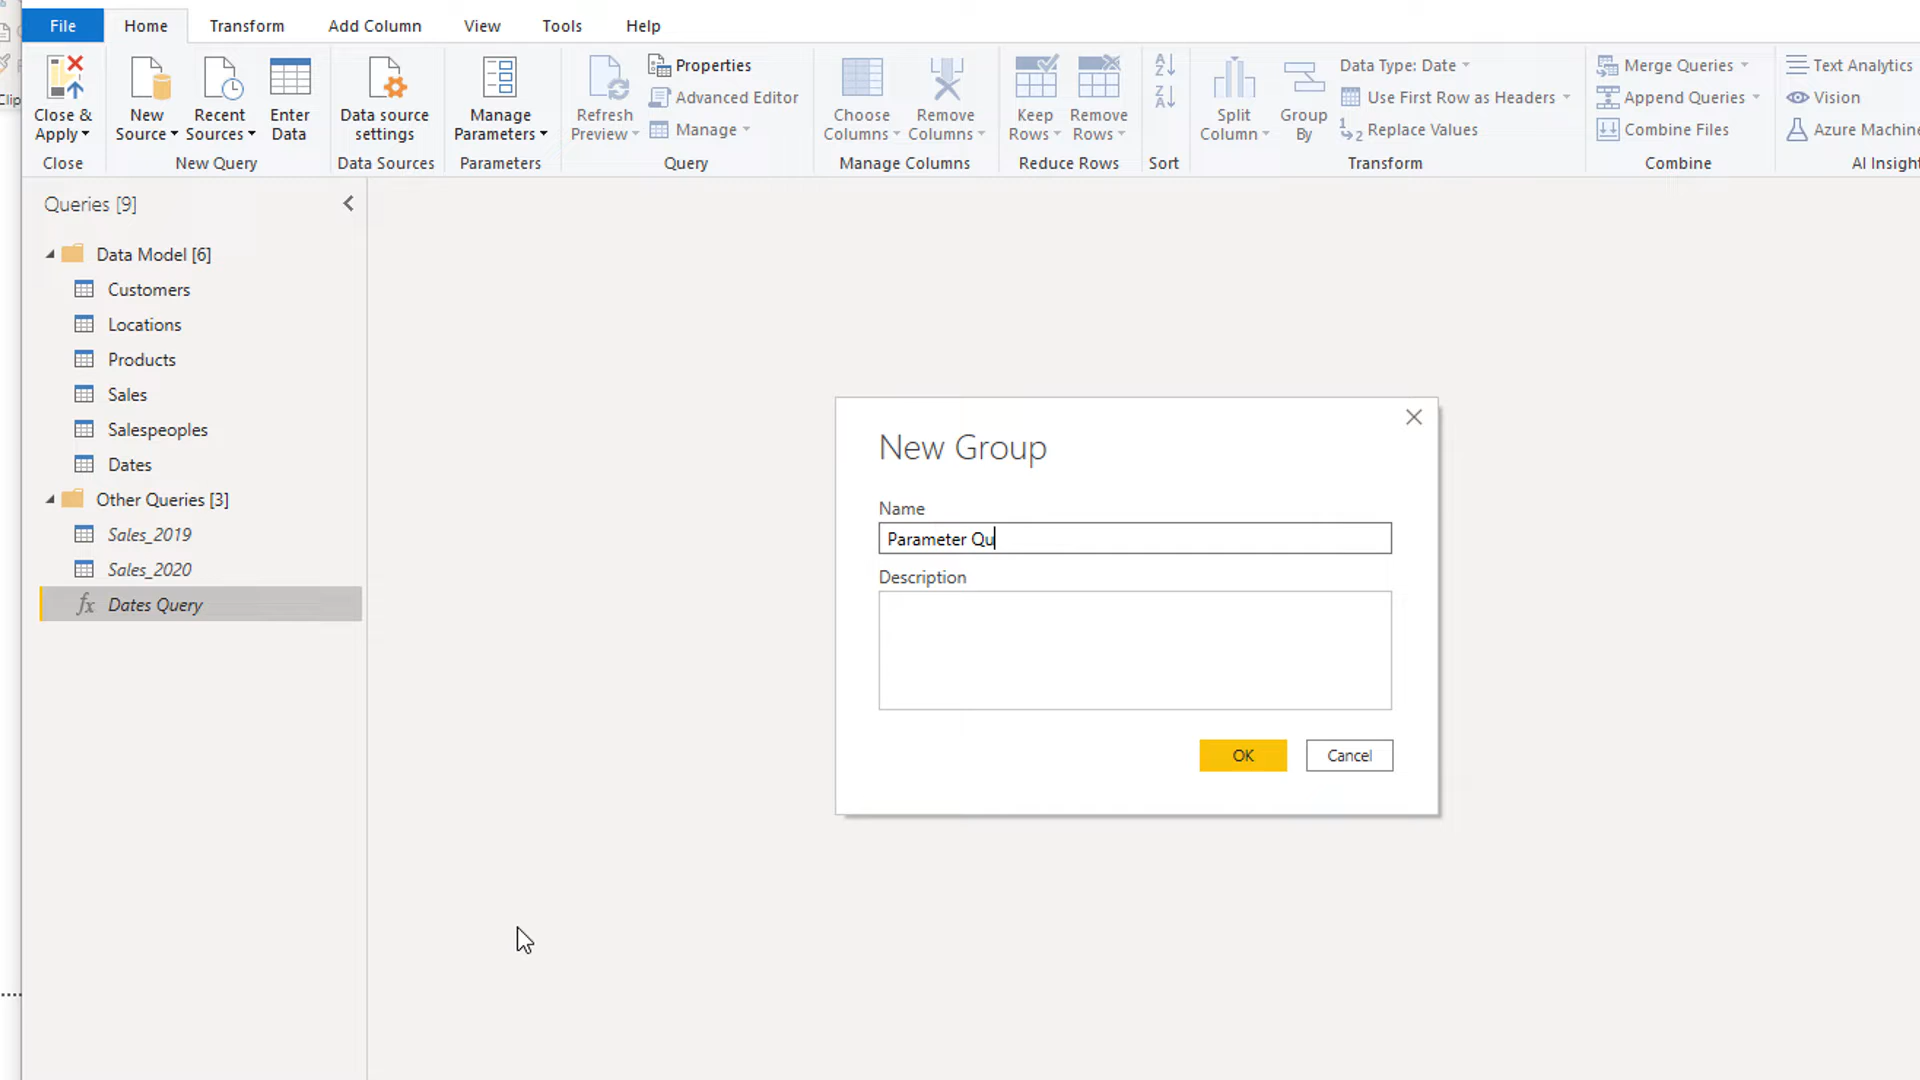 File Home Transform Add Column View Tools Help
Close & Apply
New Source
Recent Sources
Enter Data
Data source settings
Manage Parameters
Refresh Preview
Properties
Advanced Editor
Manage
Choose Columns
Remove Columns
Keep Rows
Remove Rows
Split Column
Group By
Data Type: Date
Use First Row as Headers
Replace Values
Merge Queries
Append Queries
Combine Files
Text Analytics
Vision
Azure Machine
Close New Query Data Sources Parameters Query Manage Columns Reduce Rows Sort Transform Combine AI Insight
Clip
Queries [9]
Data Model [6]
Customers
Locations
Products
Sales
Salespeoples
Dates
Other Queries [3]
Sales_2019
Sales_2020
fx Dates Query
New Group
Name
Parameter Qu
Description
OK Cancel